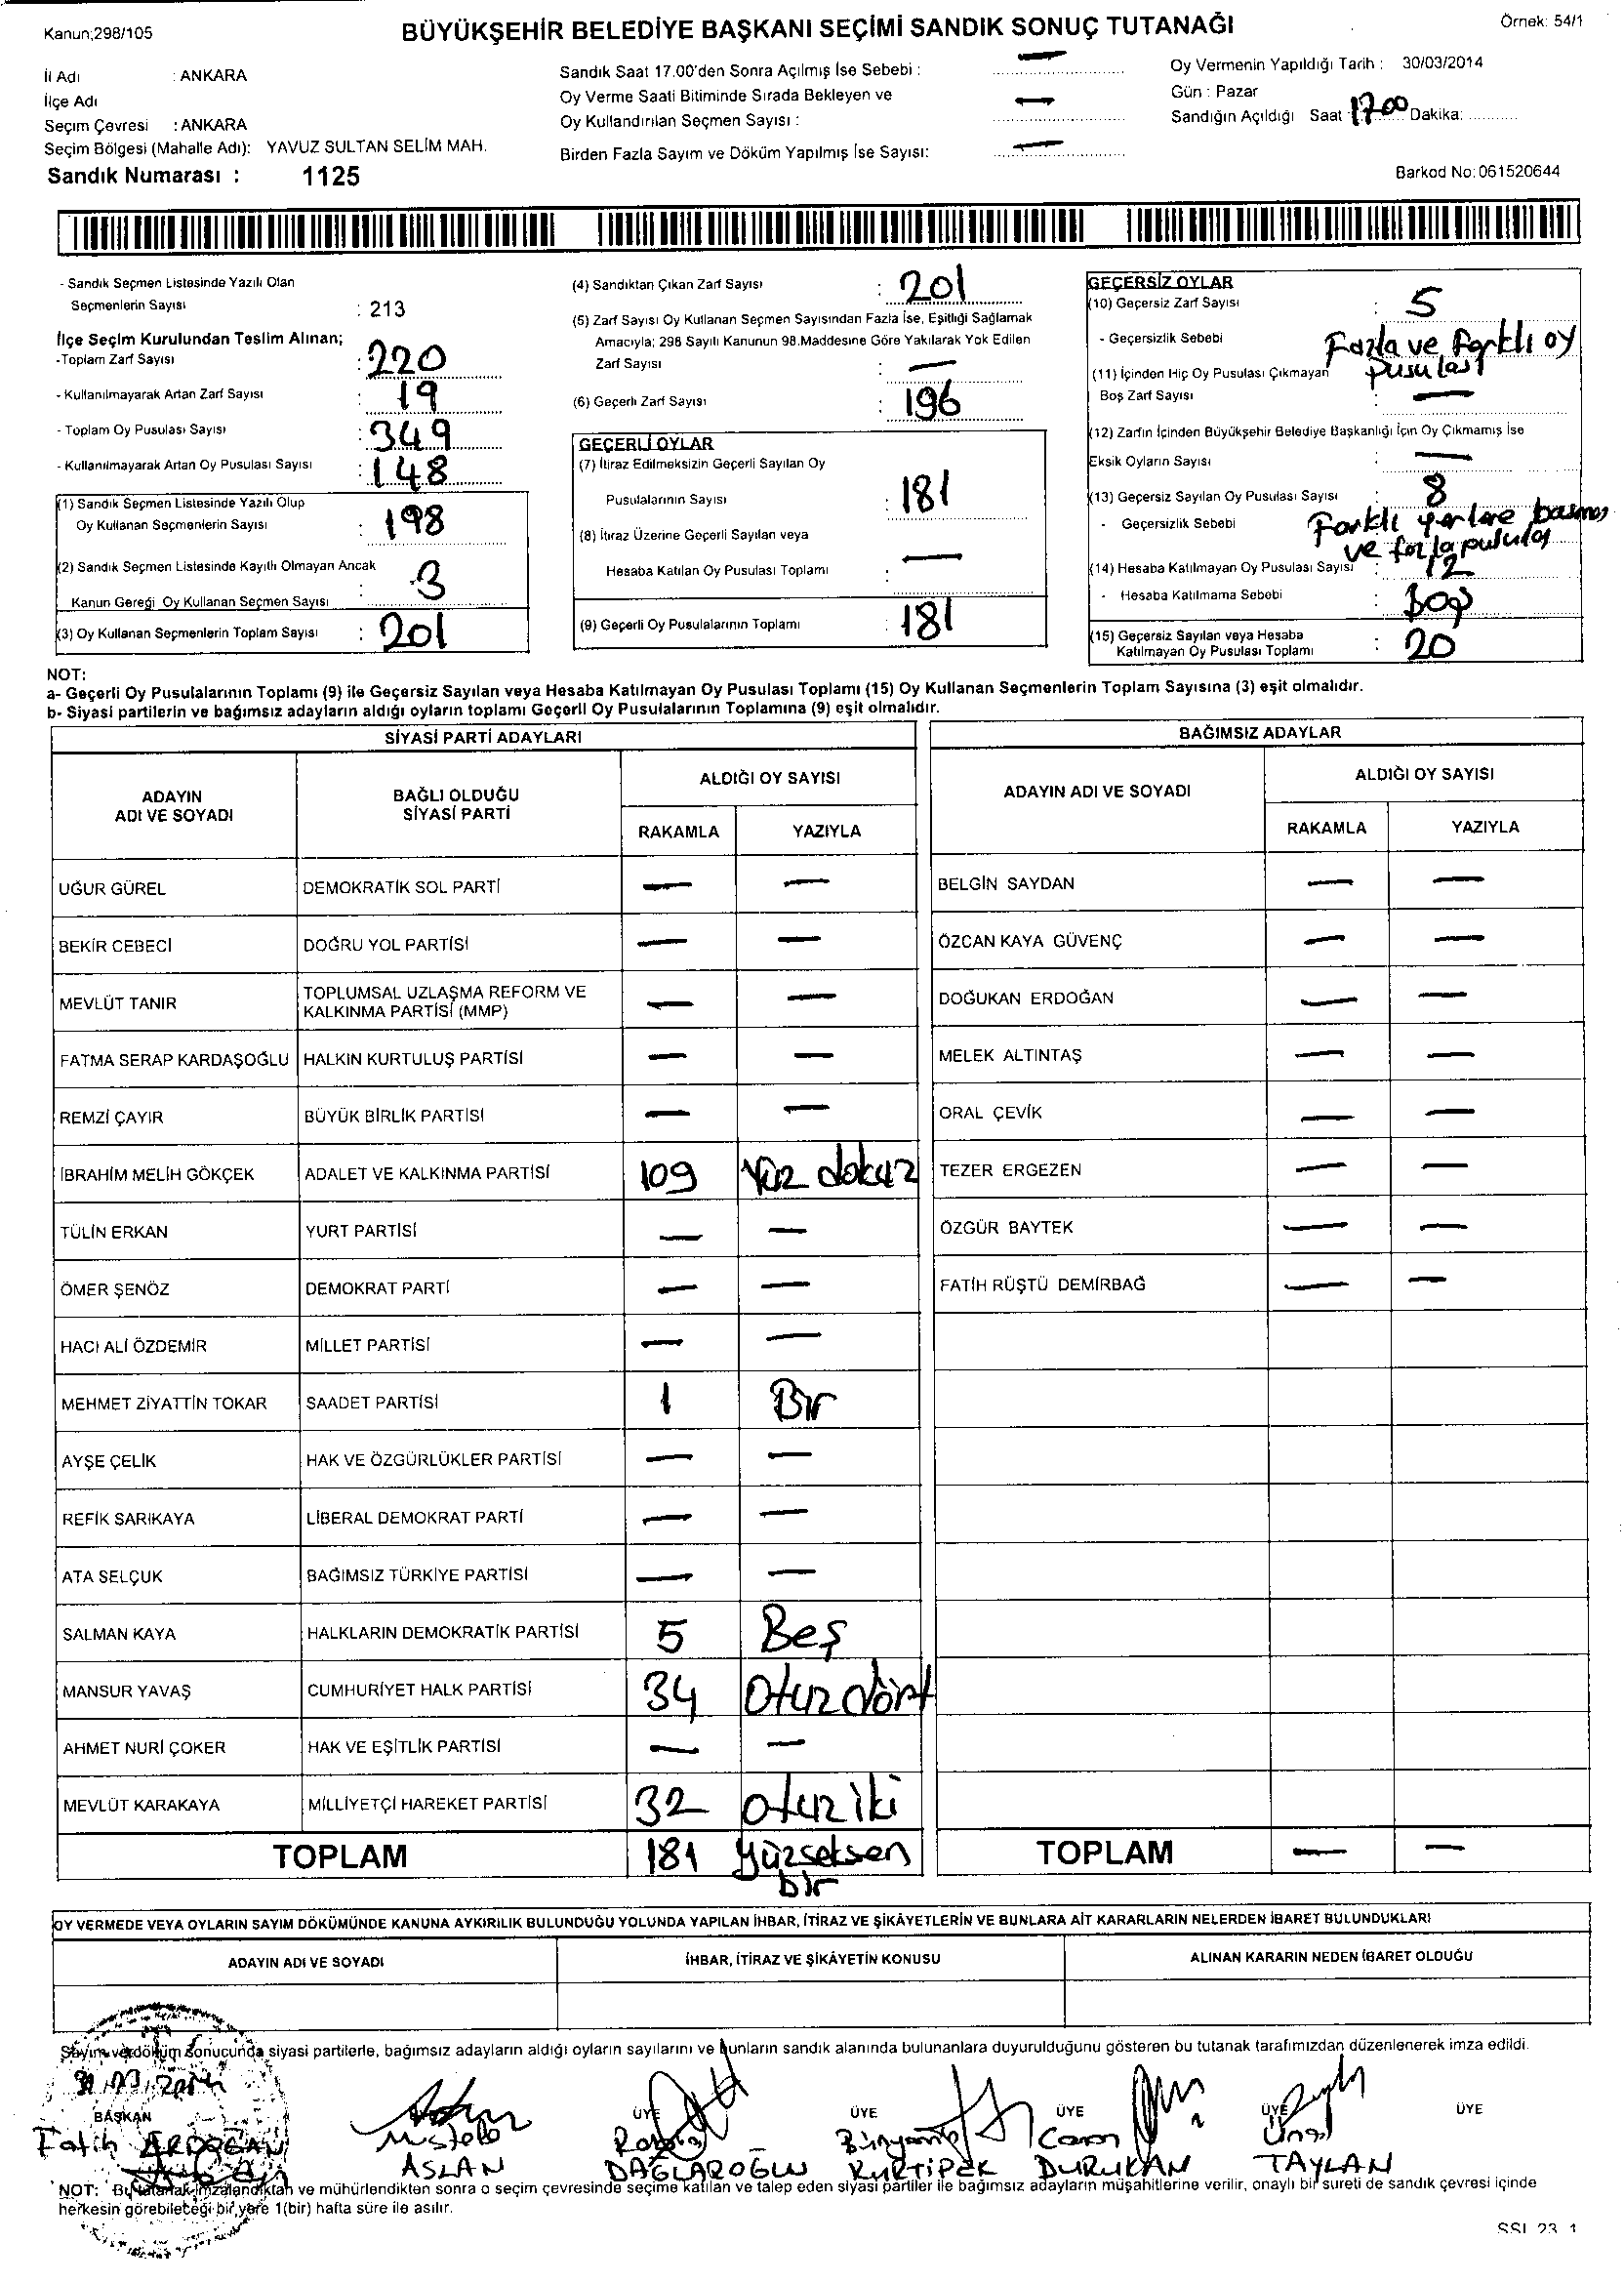 Kanun;298/105
BÜYÜKŞEHİR BELEDİYE BAŞKANI SEÇİMİ SANDIK SONUÇ TUTANAĞI
Örnek: 54/1
İl Adı : ANKARA
İlçe Adı
Seçim Çevresi : ANKARA
Seçim Bölgesi (Mahalle Adı): YAVUZ SULTAN SELİM MAH.
Sandık Numarası : 1125
Sandık Saat 17.00'den Sonra Açılmış İse Sebebi : —
Oy Verme Saati Bitiminde Sırada Bekleyen ve
Oy Kullandırılan Seçmen Sayısı : —
Birden Fazla Sayım ve Döküm Yapılmış İse Sayısı: —
Oy Vermenin Yapıldığı Tarih : 30/03/2014
Gün : Pazar
Sandığın Açıldığı Saat 17.00 Dakika:
Barkod No: 061520644
- Sandık Seçmen Listesinde Yazılı Olan
Seçmenlerin Sayısı : 213
İlçe Seçim Kurulundan Teslim Alınan;
-Toplam Zarf Sayısı : 220
- Kullanılmayarak Artan Zarf Sayısı : 19
- Toplam Oy Pusulası Sayısı : 349
- Kullanılmayarak Artan Oy Pusulası Sayısı : 148
(1) Sandık Seçmen Listesinde Yazılı Olup
Oy Kullanan Seçmenlerin Sayısı : 198
(2) Sandık Seçmen Listesinde Kayıtlı Olmayan Ancak
Kanun Gereği Oy Kullanan Seçmen Sayısı : 3
(3) Oy Kullanan Seçmenlerin Toplam Sayısı : 201
(4) Sandıktan Çıkan Zarf Sayısı : 201
(5) Zarf Sayısı Oy Kullanan Seçmen Sayısından Fazla İse, Eşitliği Sağlamak
Amacıyla; 298 Sayılı Kanunun 98.Maddesine Göre Yakılarak Yok Edilen
Zarf Sayısı : —
(6) Geçerli Zarf Sayısı : 196
GEÇERLİ OYLAR
(7) İtiraz Edilmeksizin Geçerli Sayılan Oy
Pusulalarının Sayısı : 181
(8) İtiraz Üzerine Geçerli Sayılan veya
Hesaba Katılan Oy Pusulası Toplamı : —
(9) Geçerli Oy Pusulalarının Toplamı : 181
GEÇERSİZ OYLAR
(10) Geçersiz Zarf Sayısı : 5
- Geçersizlik Sebebi Fazla ve Farklı oy
pusulası
(11) İçinden Hiç Oy Pusulası Çıkmayan
Boş Zarf Sayısı : —
(12) Zarfın İçinden Büyükşehir Belediye Başkanlığı İçin Oy Çıkmamış İse
Eksik Oyların Sayısı : —
(13) Geçersiz Sayılan Oy Pusulası Sayısı : 8
- Geçersizlik Sebebi Farklı yerlere basmış
ve fazla pusula
(14) Hesaba Katılmayan Oy Pusulası Sayısı : 12
- Hesaba Katılmama Sebebi : Boş
(15) Geçersiz Sayılan veya Hesaba
Katılmayan Oy Pusulası Toplamı : 20
NOT:
a- Geçerli Oy Pusulalarının Toplamı (9) ile Geçersiz Sayılan veya Hesaba Katılmayan Oy Pusulası Toplamı (15) Oy Kullanan Seçmenlerin Toplam Sayısına (3) eşit olmalıdır.
b- Siyasi partilerin ve bağımsız adayların aldığı oyların toplamı Geçerli Oy Pusulalarının Toplamına (9) eşit olmalıdır.
SİYASİ PARTİ ADAYLARI
ADAYIN
ADI VE SOYADI
BAĞLI OLDUĞU
SİYASİ PARTİ
ALDIĞI OY SAYISI
RAKAMLA YAZIYLA
UĞUR GÜREL DEMOKRATİK SOL PARTİ — —
BEKİR CEBECİ DOĞRU YOL PARTİSİ — —
MEVLÜT TANIR TOPLUMSAL UZLAŞMA REFORM VE
KALKINMA PARTİSİ (MMP) — —
FATMA SERAP KARDAŞOĞLU HALKIN KURTULUŞ PARTİSİ — —
REMZİ ÇAYIR BÜYÜK BİRLİK PARTİSİ — —
İBRAHİM MELİH GÖKÇEK ADALET VE KALKINMA PARTİSİ 109 Yüz dokuz
TÜLİN ERKAN YURT PARTİSİ — —
ÖMER ŞENÖZ DEMOKRAT PARTİ — —
HACI ALİ ÖZDEMİR MİLLET PARTİSİ — —
MEHMET ZİYATTİN TOKAR SAADET PARTİSİ 1 Bir
AYŞE ÇELİK HAK VE ÖZGÜRLÜKLER PARTİSİ — —
REFİK SARIKAYA LİBERAL DEMOKRAT PARTİ — —
ATA SELÇUK BAĞIMSIZ TÜRKİYE PARTİSİ — —
SALMAN KAYA HALKLARIN DEMOKRATİK PARTİSİ 5 Beş
MANSUR YAVAŞ CUMHURİYET HALK PARTİSİ 34 Otuz dört
AHMET NURİ ÇOKER HAK VE EŞİTLİK PARTİSİ — —
MEVLÜT KARAKAYA MİLLİYETÇİ HAREKET PARTİSİ 32 otuz iki
TOPLAM 181 yüzseksen
bir
BAĞIMSIZ ADAYLAR
ADAYIN ADI VE SOYADI
ALDIĞI OY SAYISI
RAKAMLA YAZIYLA
BELGİN SAYDAN — —
ÖZCAN KAYA GÜVENÇ — —
DOĞUKAN ERDOĞAN — —
MELEK ALTINTAŞ — —
ORAL ÇEVİK — —
TEZER ERGEZEN — —
ÖZGÜR BAYTEK — —
FATİH RÜŞTÜ DEMİRBAĞ — —
TOPLAM — —
OY VERMEDE VEYA OYLARIN SAYIM DÖKÜMÜNDE KANUNA AYKIRILIK BULUNDUĞU YOLUNDA YAPILAN İHBAR, İTİRAZ VE ŞİKÂYETLERİN VE BUNLARA AİT KARARLARIN NELERDEN İBARET BULUNDUKLARI
ADAYIN ADI VE SOYADI İHBAR, İTİRAZ VE ŞİKÂYETİN KONUSU ALINAN KARARIN NEDEN İBARET OLDUĞU
Sayım ve döküm sonucunda siyasi partilerle, bağımsız adayların aldığı oyların sayılarını ve bunların sandık alanında bulunanlara duyurulduğunu gösteren bu tutanak tarafımızdan düzenlenerek imza edildi.
BAŞKAN ÜYE ÜYE ÜYE ÜYE ÜYE
Fatih ERDOĞAN
Mustafa
ASLAN
DAĞLAROĞLU
Bünyamin
KURTİPEK
Caner
DURUKAN
Ünal
TAYLAN
NOT: Bu tutanak imzalandıktan ve mühürlendikten sonra o seçim çevresinde seçime katılan ve talep eden siyasi partiler ile bağımsız adayların müşahitlerine verilir, onaylı bir sureti de sandık çevresi içinde
herkesin görebileceği bir yere 1(bir) hafta süre ile asılır.